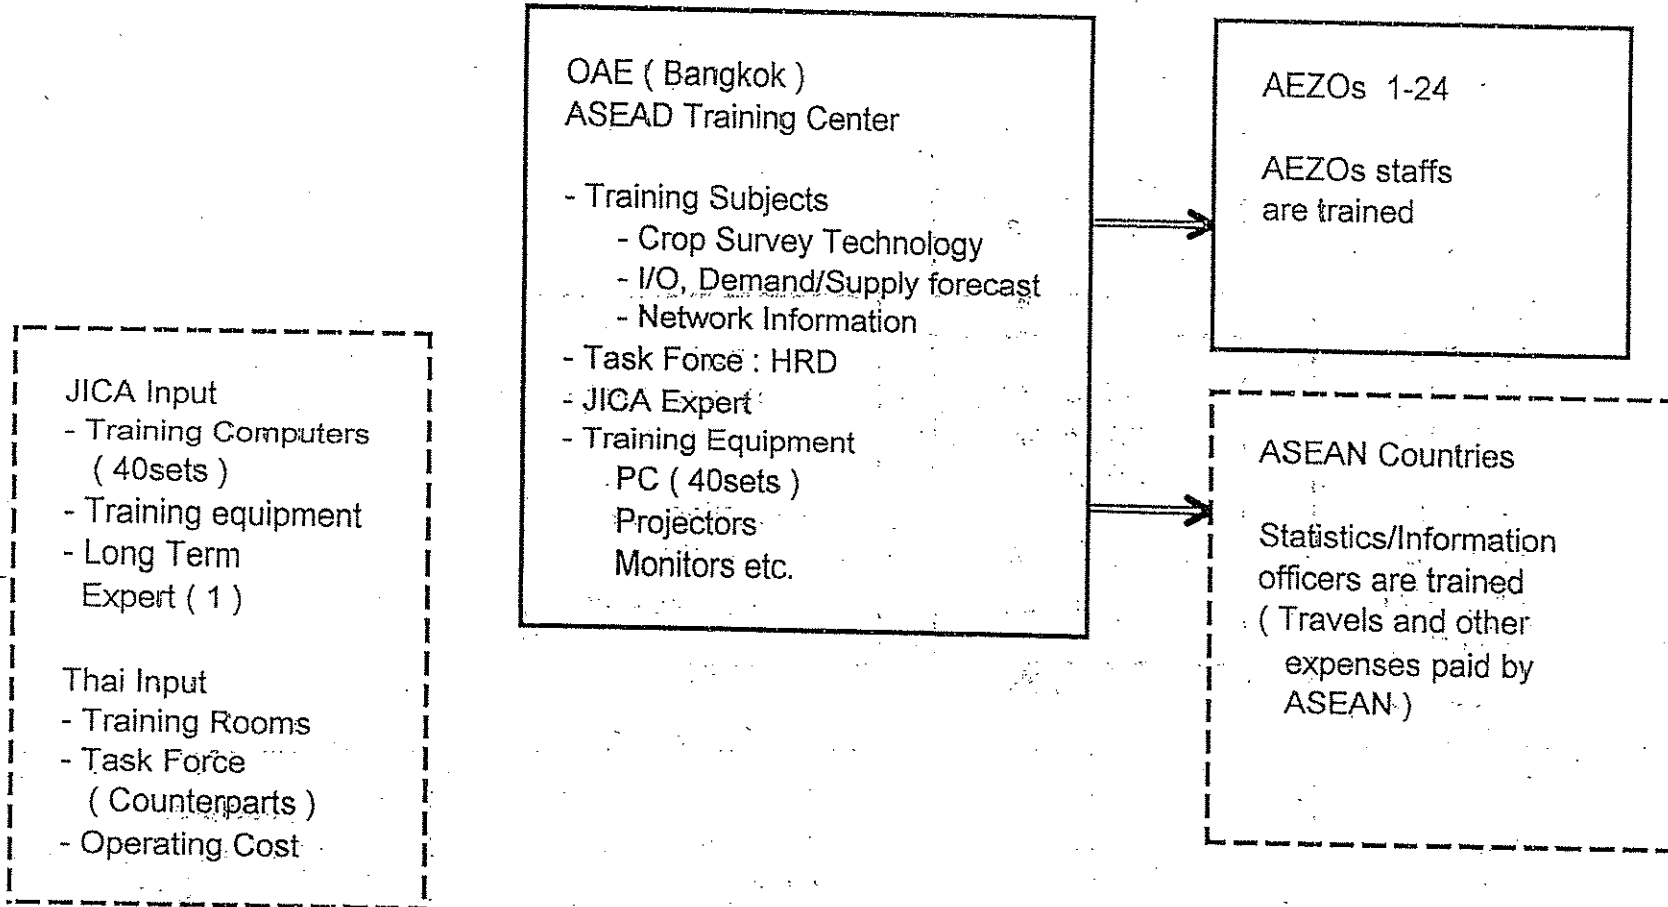 OAE ( Bangkok )
ASEAD Training Center
- Training Subjects
- Crop Survey Technology
- I/O, Demand/Supply forecast
- Network Information
- Task Force : HRD
- JICA Expert
- Training Equipment
PC ( 40sets )
Projectors
Monitors etc.
AEZOs 1-24
AEZOs staffs
are trained
JICA Input
- Training Computers
( 40sets )
- Training equipment
- Long Term
Expert ( 1 )
Thai Input
- Training Rooms
- Task Force
( Counterparts )
- Operating Cost
ASEAN Countries
Statistics/Information
officers are trained
( Travels and other
expenses paid by
ASEAN )